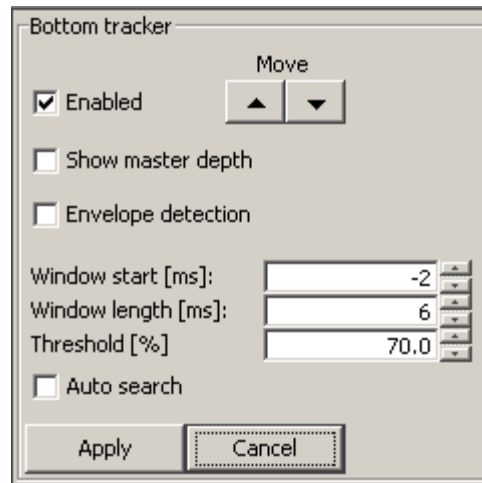 Bottom tracker
Move
Enabled
Show master depth
Envelope detection
Window start [ms]: -2
Window length [ms]: 6
Threshold [%] 70.0
Auto search
Apply Cancel